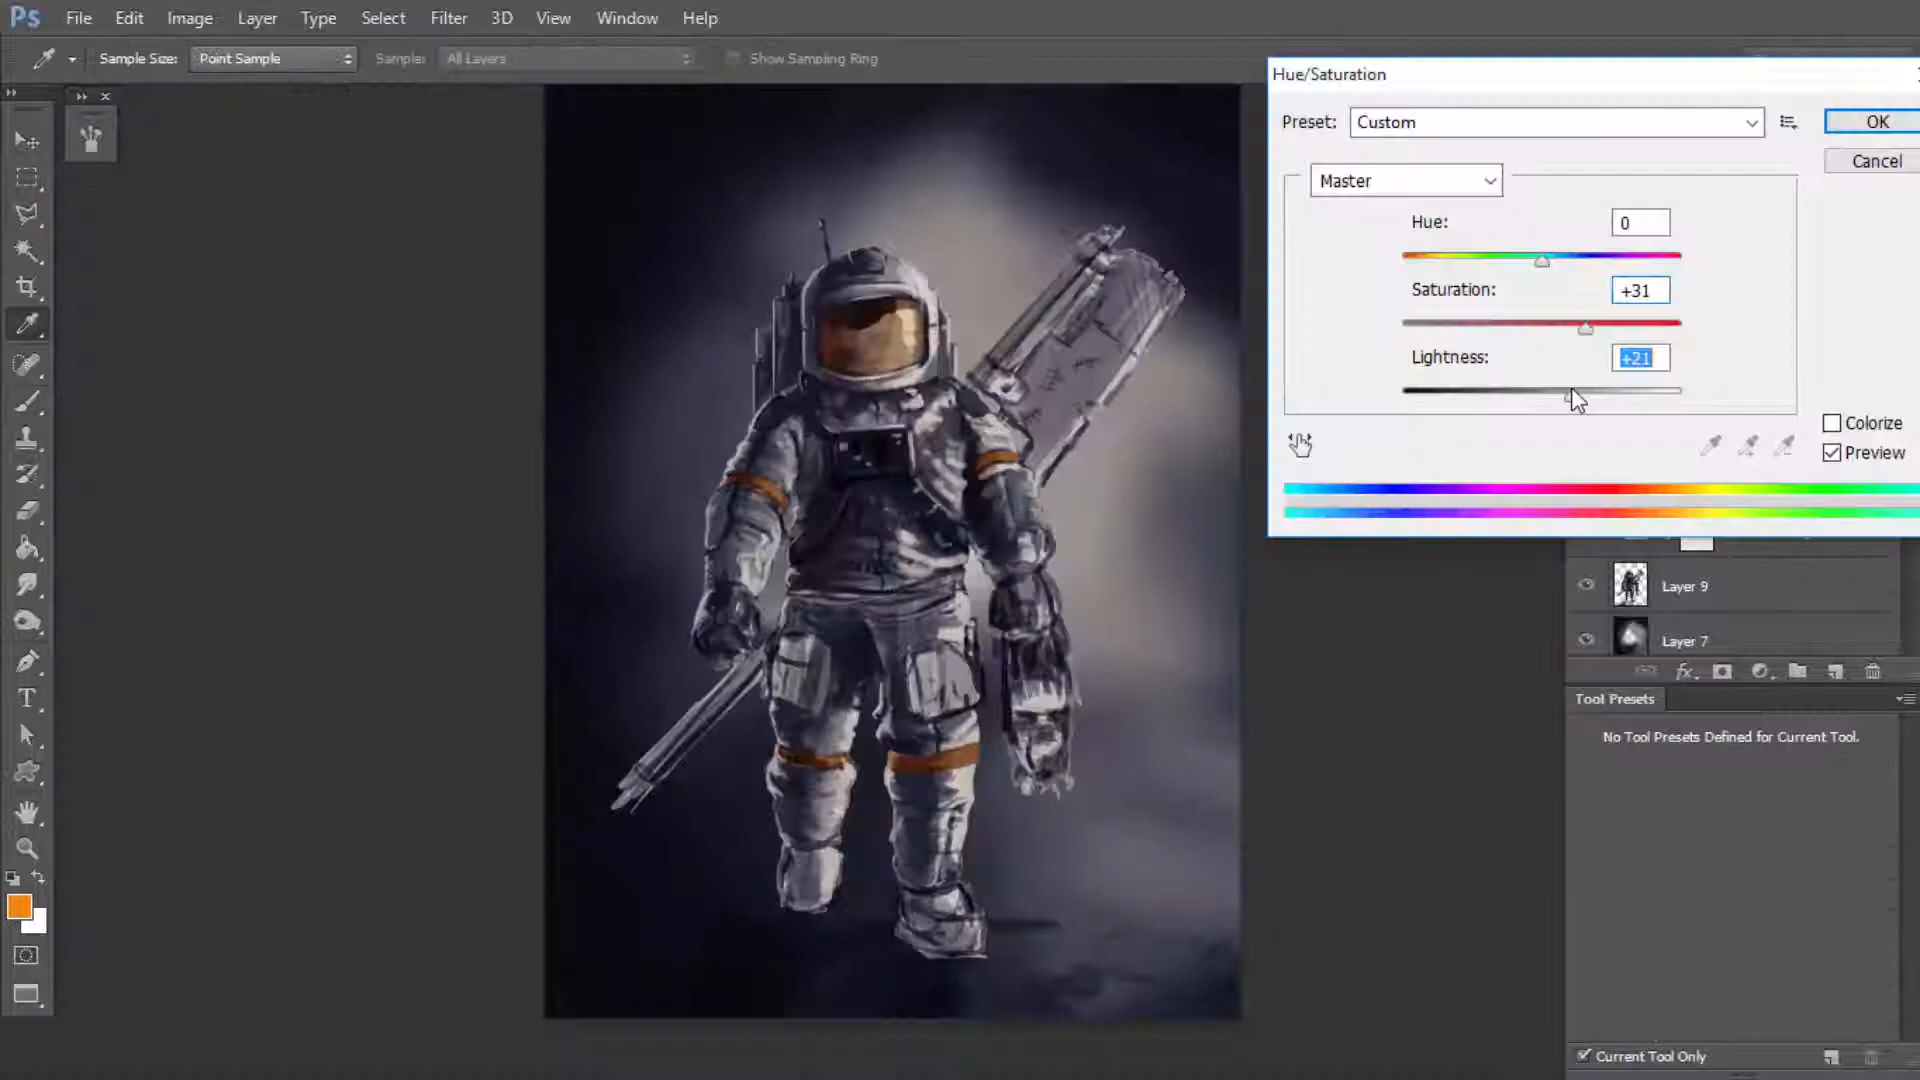 Ps File Edit Image Layer Type Select Filter 3D View Window Help
Sample Size: Point Sample Sample: All Layers Show Sampling Ring
Hue/Saturation
Preset: Custom
OK
Cancel
Master
Hue: 0
Saturation: +31
Lightness: +21
Colorize
Preview
Layer 9
Layer 7
fx
Tool Presets
No Tool Presets Defined for Current Tool.
T
Current Tool Only